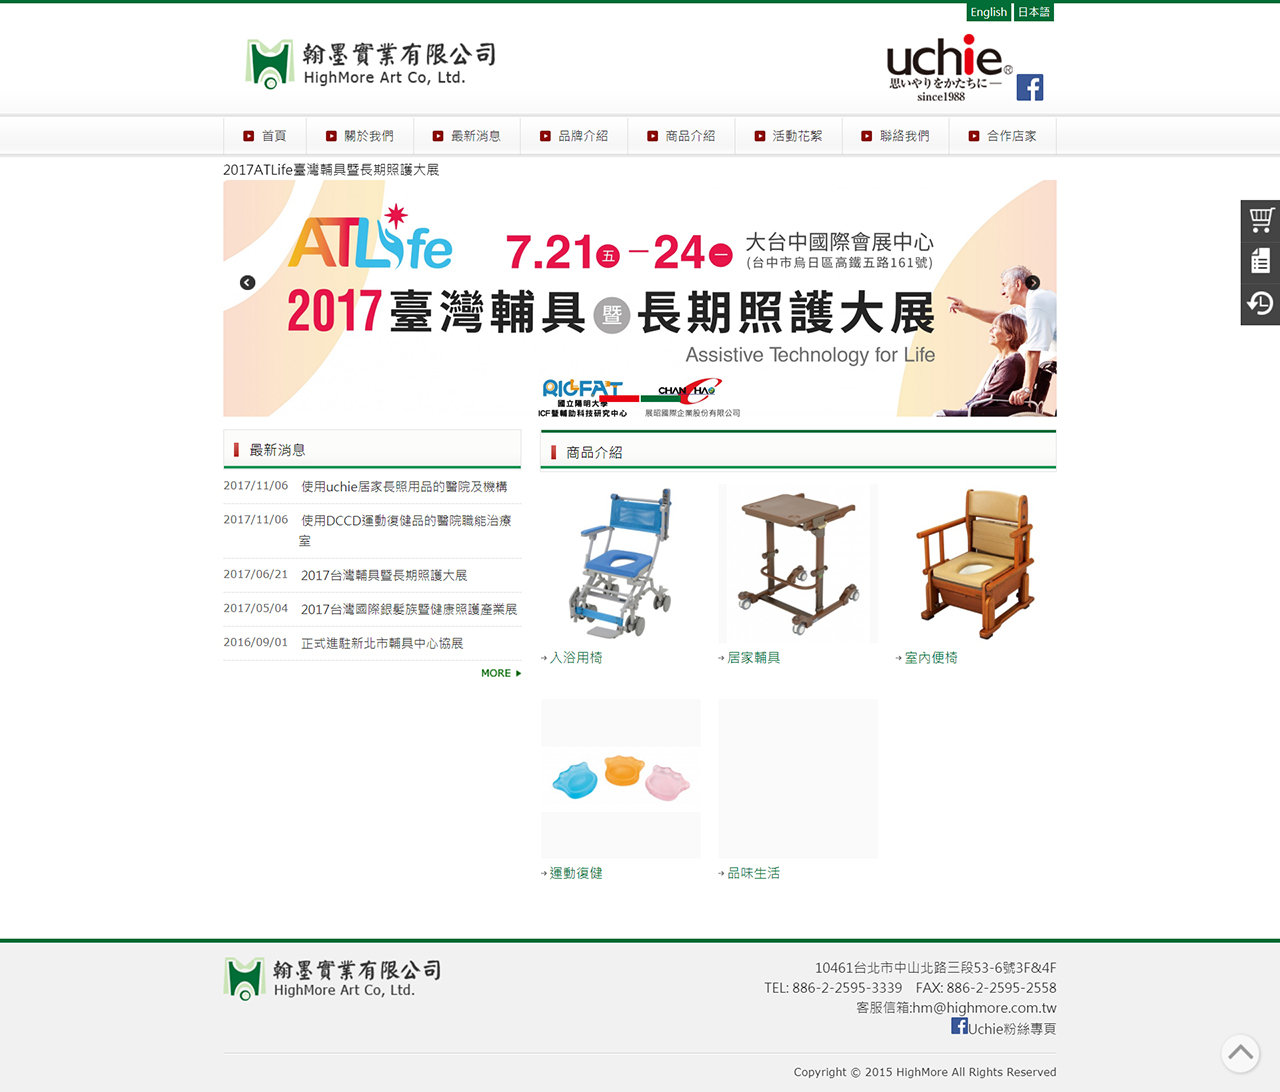 English 日本語
翰墨實業有限公司
HighMore Art Co, Ltd.
uchie®
思いやりをかたちに—
since1988
首頁 關於我們 最新消息 品牌介紹 商品介紹 活動花絮 聯絡我們 合作店家
2017ATLife臺灣輔具暨長期照護大展
ATLife
7.21五－24一
大台中國際會展中心
(台中市烏日區高鐵五路161號)
2017臺灣輔具暨長期照護大展
Assistive Technology for Life
RICFAT
國立陽明大學
ICF暨輔助科技研究中心
CHAN CHAO
展昭國際企業股份有限公司
最新消息
2017/11/06 使用uchie居家長照用品的醫院及機構
2017/11/06 使用DCCD運動復健品的醫院職能治療
室
2017/06/21 2017台灣輔具暨長期照護大展
2017/05/04 2017台灣國際銀髮族暨健康照護產業展
2016/09/01 正式進駐新北市輔具中心協展
MORE
商品介紹
入浴用椅
居家輔具
室內便椅
運動復健
品味生活
翰墨實業有限公司
HighMore Art Co, Ltd.
10461台北市中山北路三段53-6號3F&4F
TEL: 886-2-2595-3339 FAX: 886-2-2595-2558
客服信箱:hm@highmore.com.tw
Uchie粉絲專頁
Copyright © 2015 HighMore All Rights Reserved